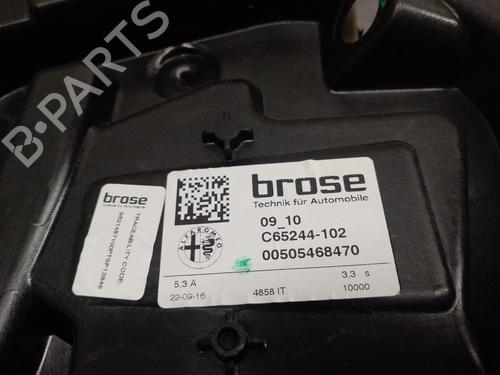 B-PARTS
brose
TRACEABILITY CODE:
brose
Technik für Automobile
09_10
C65244-102
00505468470
ALFA ROMEO
5,3 A
3,3 s
22-09-16
4858 IT
10000